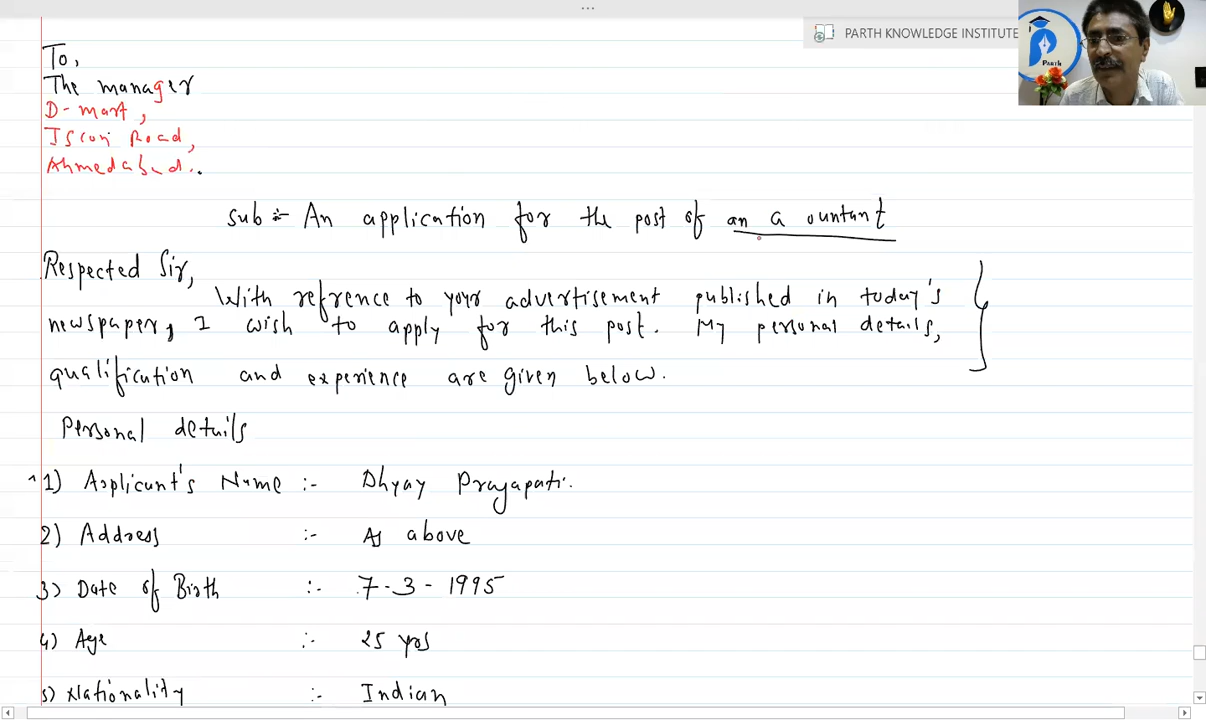 PARTH KNOWLEDGE INSTITUTE
Parth
To,
The manager
D-mart,
Iscon Road,
Ahmedabad.
Sub :- An application for the post of an a ountant
Respected Sir,
With reference to your advertisement published in today's
newspaper, I wish to apply for this post. My personal details,
qualification and experience are given below.
Personal details
1) Applicant's Name :- Dhyay Prajapati.
2) Address :- As above
3) Date of Birth :- 7-3-1995
4) Age :- 25 yrs
5) Nationality :- Indian